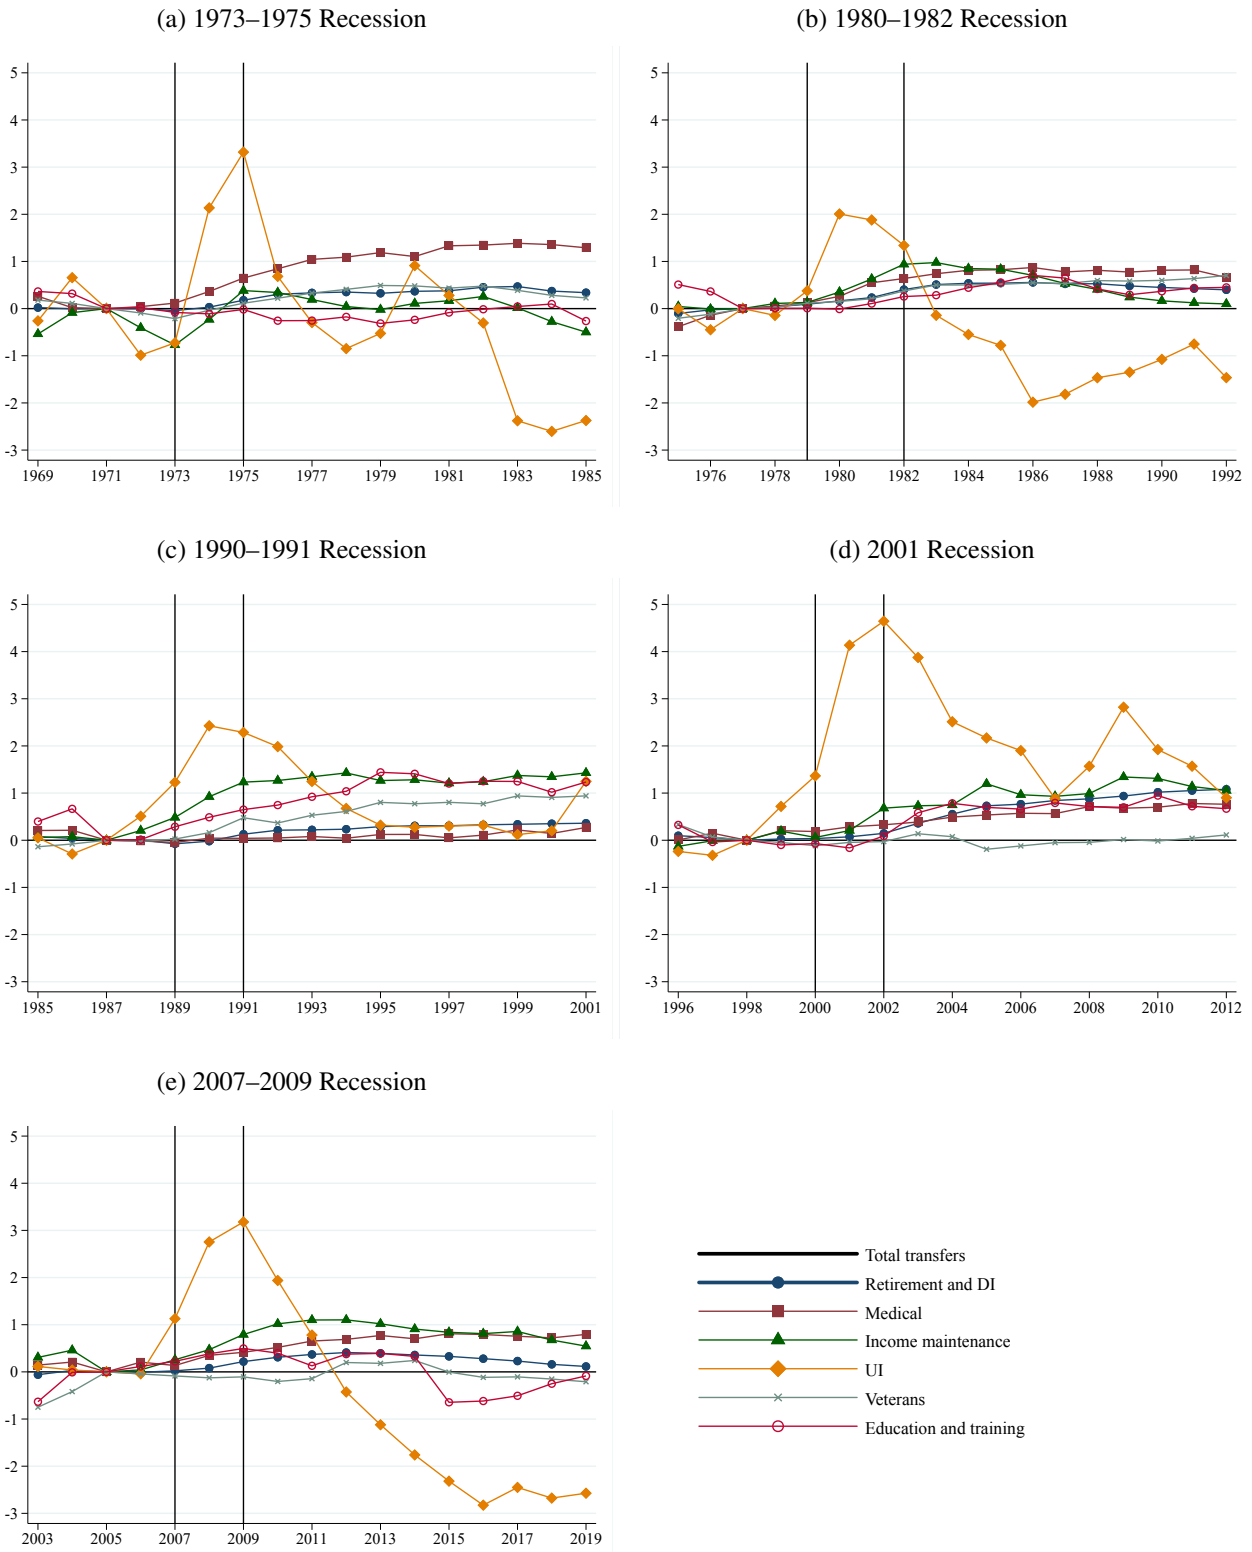 (a) 1973–1975 Recession
5
4
3
2
1
0
-1
-2
-3
1969 1971 1973 1975 1977 1979 1981 1983 1985
(b) 1980–1982 Recession
5
4
3
2
1
0
-1
-2
-3
1976 1978 1980 1982 1984 1986 1988 1990 1992
(c) 1990–1991 Recession
5
4
3
2
1
0
-1
-2
-3
1985 1987 1989 1991 1993 1995 1997 1999 2001
(d) 2001 Recession
5
4
3
2
1
0
-1
-2
-3
1996 1998 2000 2002 2004 2006 2008 2010 2012
(e) 2007–2009 Recession
5
4
3
2
1
0
-1
-2
-3
2003 2005 2007 2009 2011 2013 2015 2017 2019
Total transfers
Retirement and DI
Medical
Income maintenance
UI
Veterans
Education and training